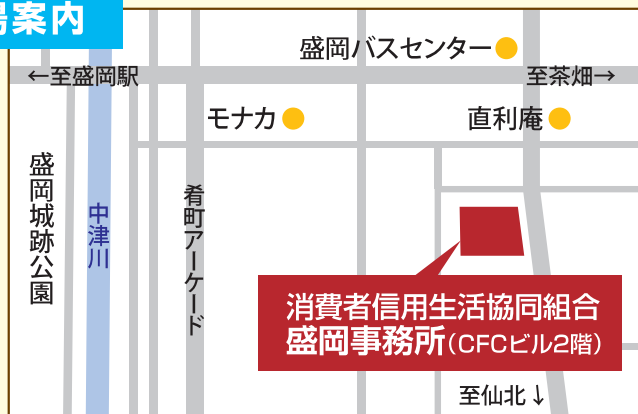 場案内
盛岡バスセンター
←至盛岡駅
至茶畑→
モナカ
直利庵
盛岡城跡公園
中津川
肴町アーケード
消費者信用生活協同組合
盛岡事務所(CFCビル2階)
至仙北↓